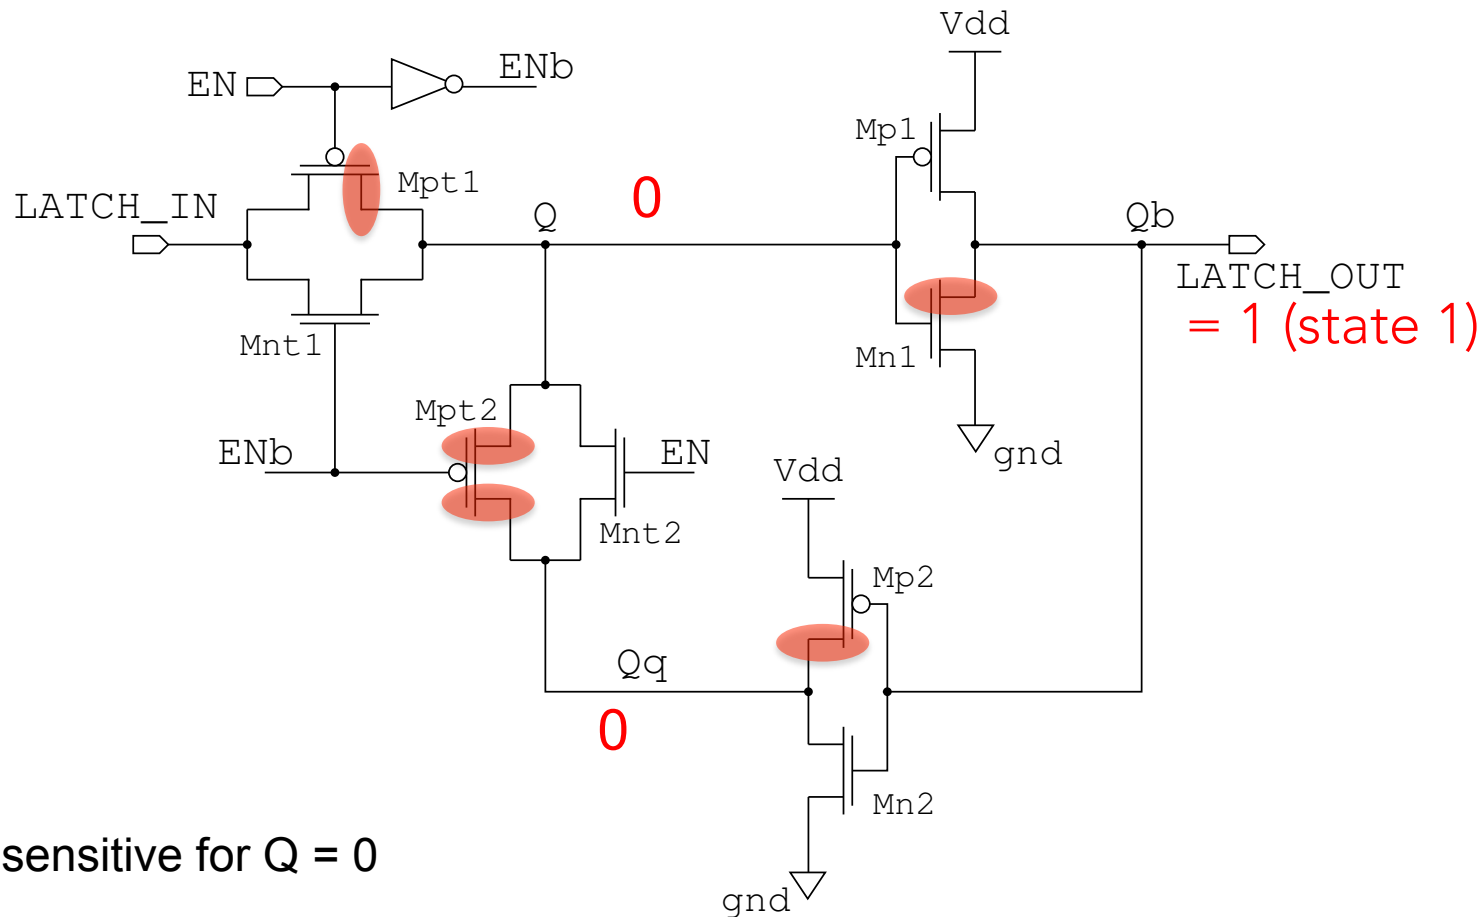 Vdd
EN
ENb
Mp1
Mpt1
LATCH_IN
Q
0
Qb
LATCH_OUT
= 1 (state 1)
Mnt1
Mn1
Mpt2
ENb
EN
gnd
Vdd
Mnt2
Mp2
Qq
0
Mn2
sensitive for Q = 0
gnd